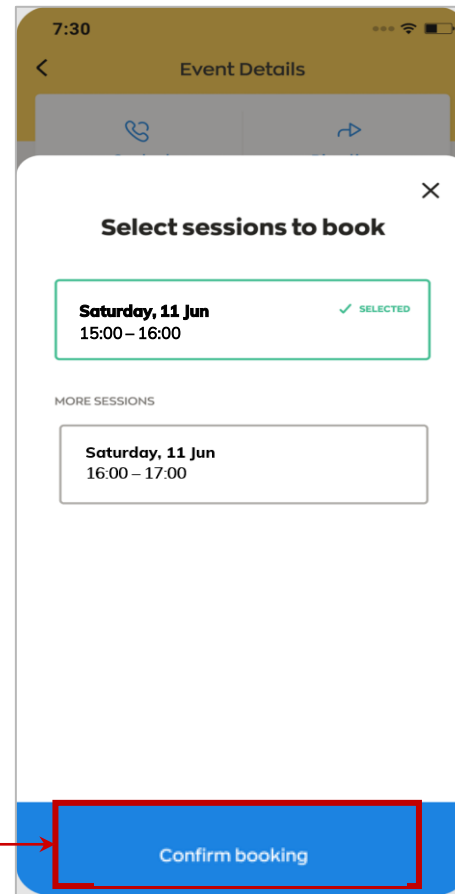 7:30
Event Details
Select sessions to book
Saturday, 11 Jun
SELECTED
15:00 – 16:00
MORE SESSIONS
Saturday, 11 Jun
16:00 – 17:00
Confirm booking